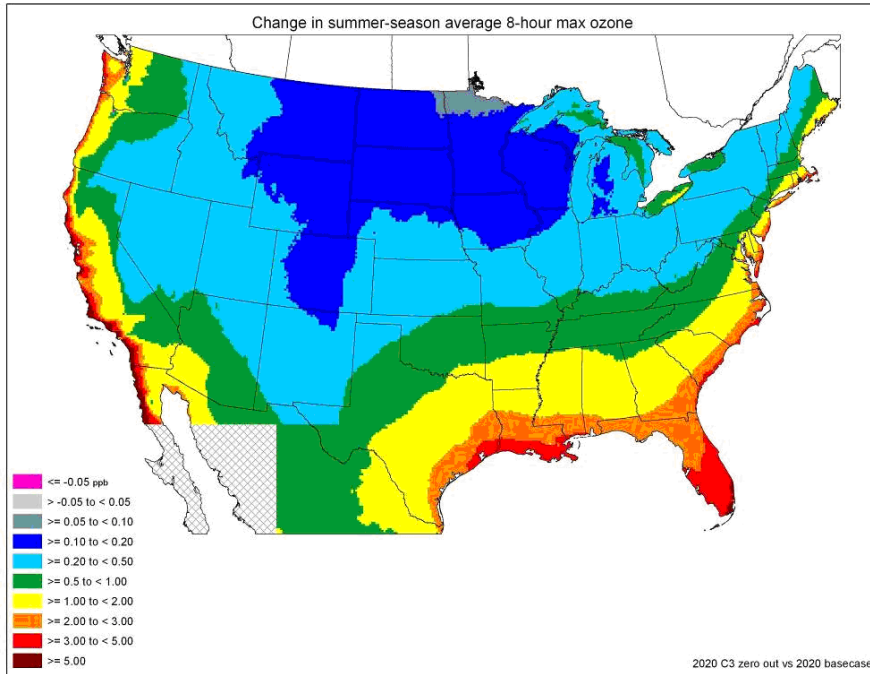 Change in summer-season average 8-hour max ozone
<= -0.05 ppb
> -0.05 to < 0.05
>= 0.05 to < 0.10
>= 0.10 to < 0.20
>= 0.20 to < 0.50
>= 0.5 to < 1.00
>= 1.00 to < 2.00
>= 2.00 to < 3.00
>= 3.00 to < 5.00
>= 5.00
2020 C3 zero out vs 2020 basecase